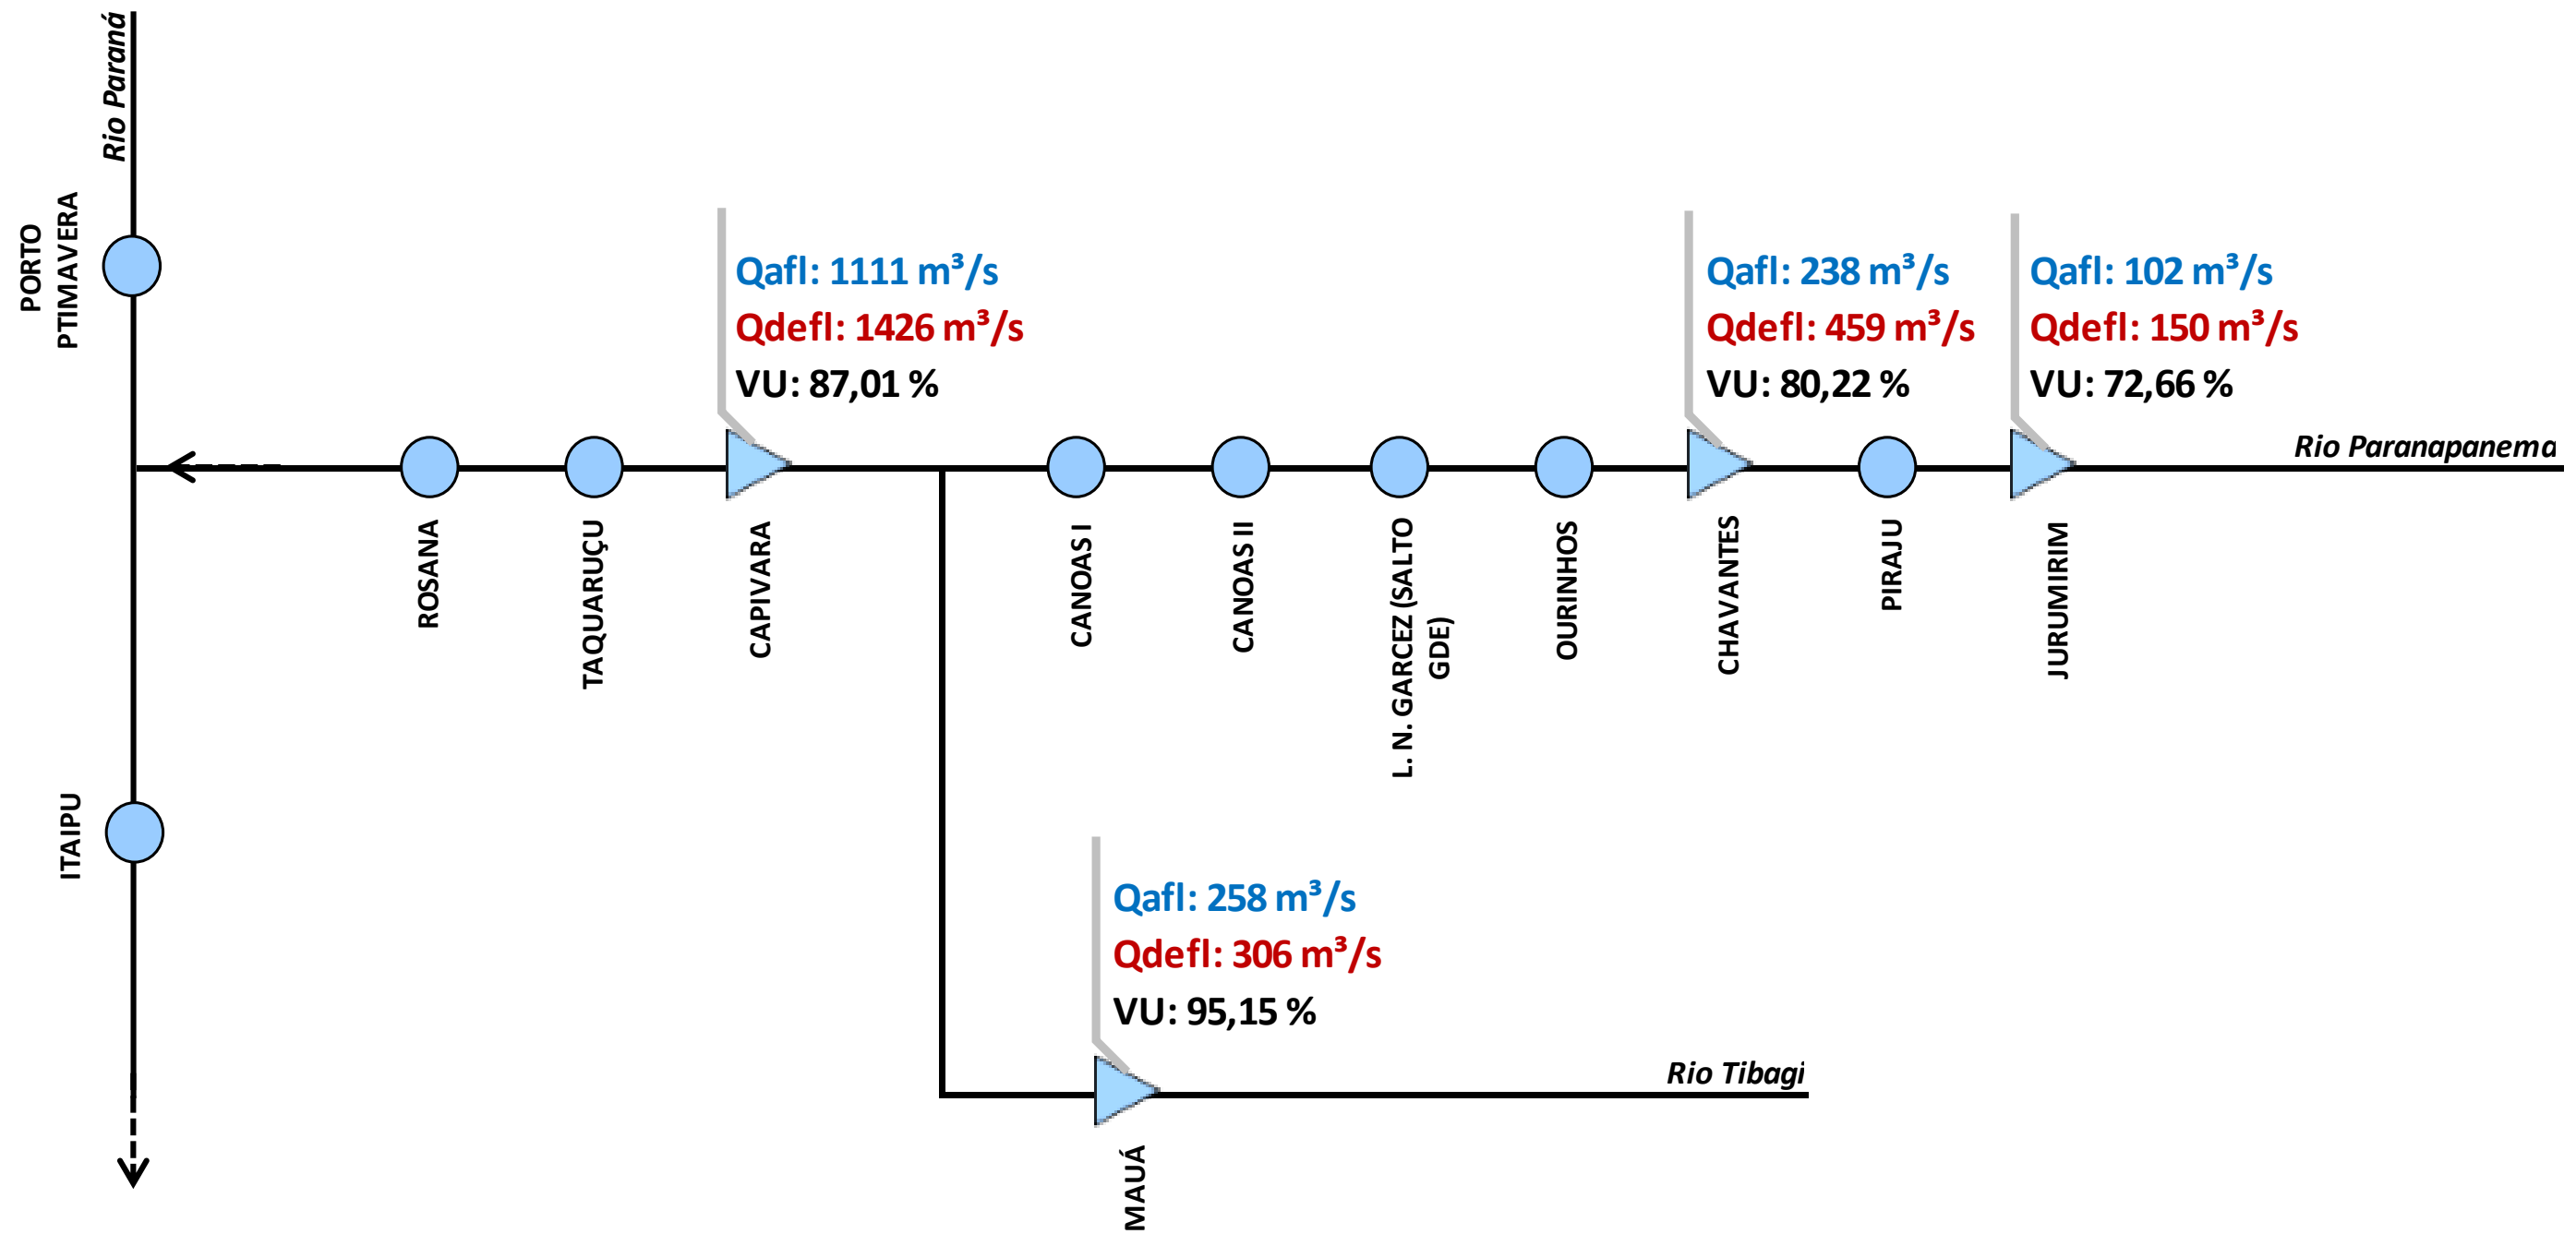 Rio Paraná
PORTO
PTIMAVERA
Qafl: 1111 m³/s
Qdefl: 1426 m³/s
VU: 87,01 %
Qafl: 238 m³/s
Qdefl: 459 m³/s
VU: 80,22 %
Qafl: 102 m³/s
Qdefl: 150 m³/s
VU: 72,66 %
Rio Paranapanema
ROSANA
TAQUARUÇU
CAPIVARA
CANOAS I
CANOAS II
L. N. GARCEZ (SALTO
GDE)
OURINHOS
CHAVANTES
PIRAJU
JURUMIRIM
ITAIPU
Qafl: 258 m³/s
Qdefl: 306 m³/s
VU: 95,15 %
Rio Tibagi
MAUÁ